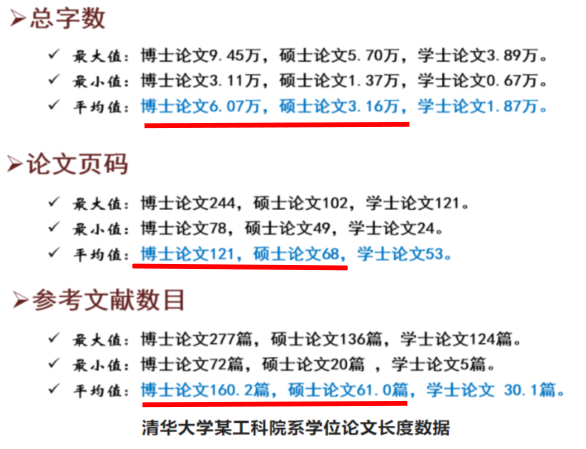 ➢总字数
✓ 最大值：博士论文9.45万，硕士论文5.70万，学士论文3.89万。
✓ 最小值：博士论文3.11万，硕士论文1.37万，学士论文0.67万。
✓ 平均值：博士论文6.07万，硕士论文3.16万，学士论文1.87万。
➢论文页码
✓ 最大值：博士论文244，硕士论文102，学士论文121。
✓ 最小值：博士论文78，硕士论文49，学士论文24。
✓ 平均值：博士论文121，硕士论文68，学士论文53。
➢参考文献数目
✓ 最大值：博士论文277篇，硕士论文136篇，学士论文124篇。
✓ 最小值：博士论文72篇，硕士论文20篇 ，学士论文5篇。
✓ 平均值：博士论文160.2篇，硕士论文61.0篇，学士论文 30.1篇。
清华大学某工科院系学位论文长度数据